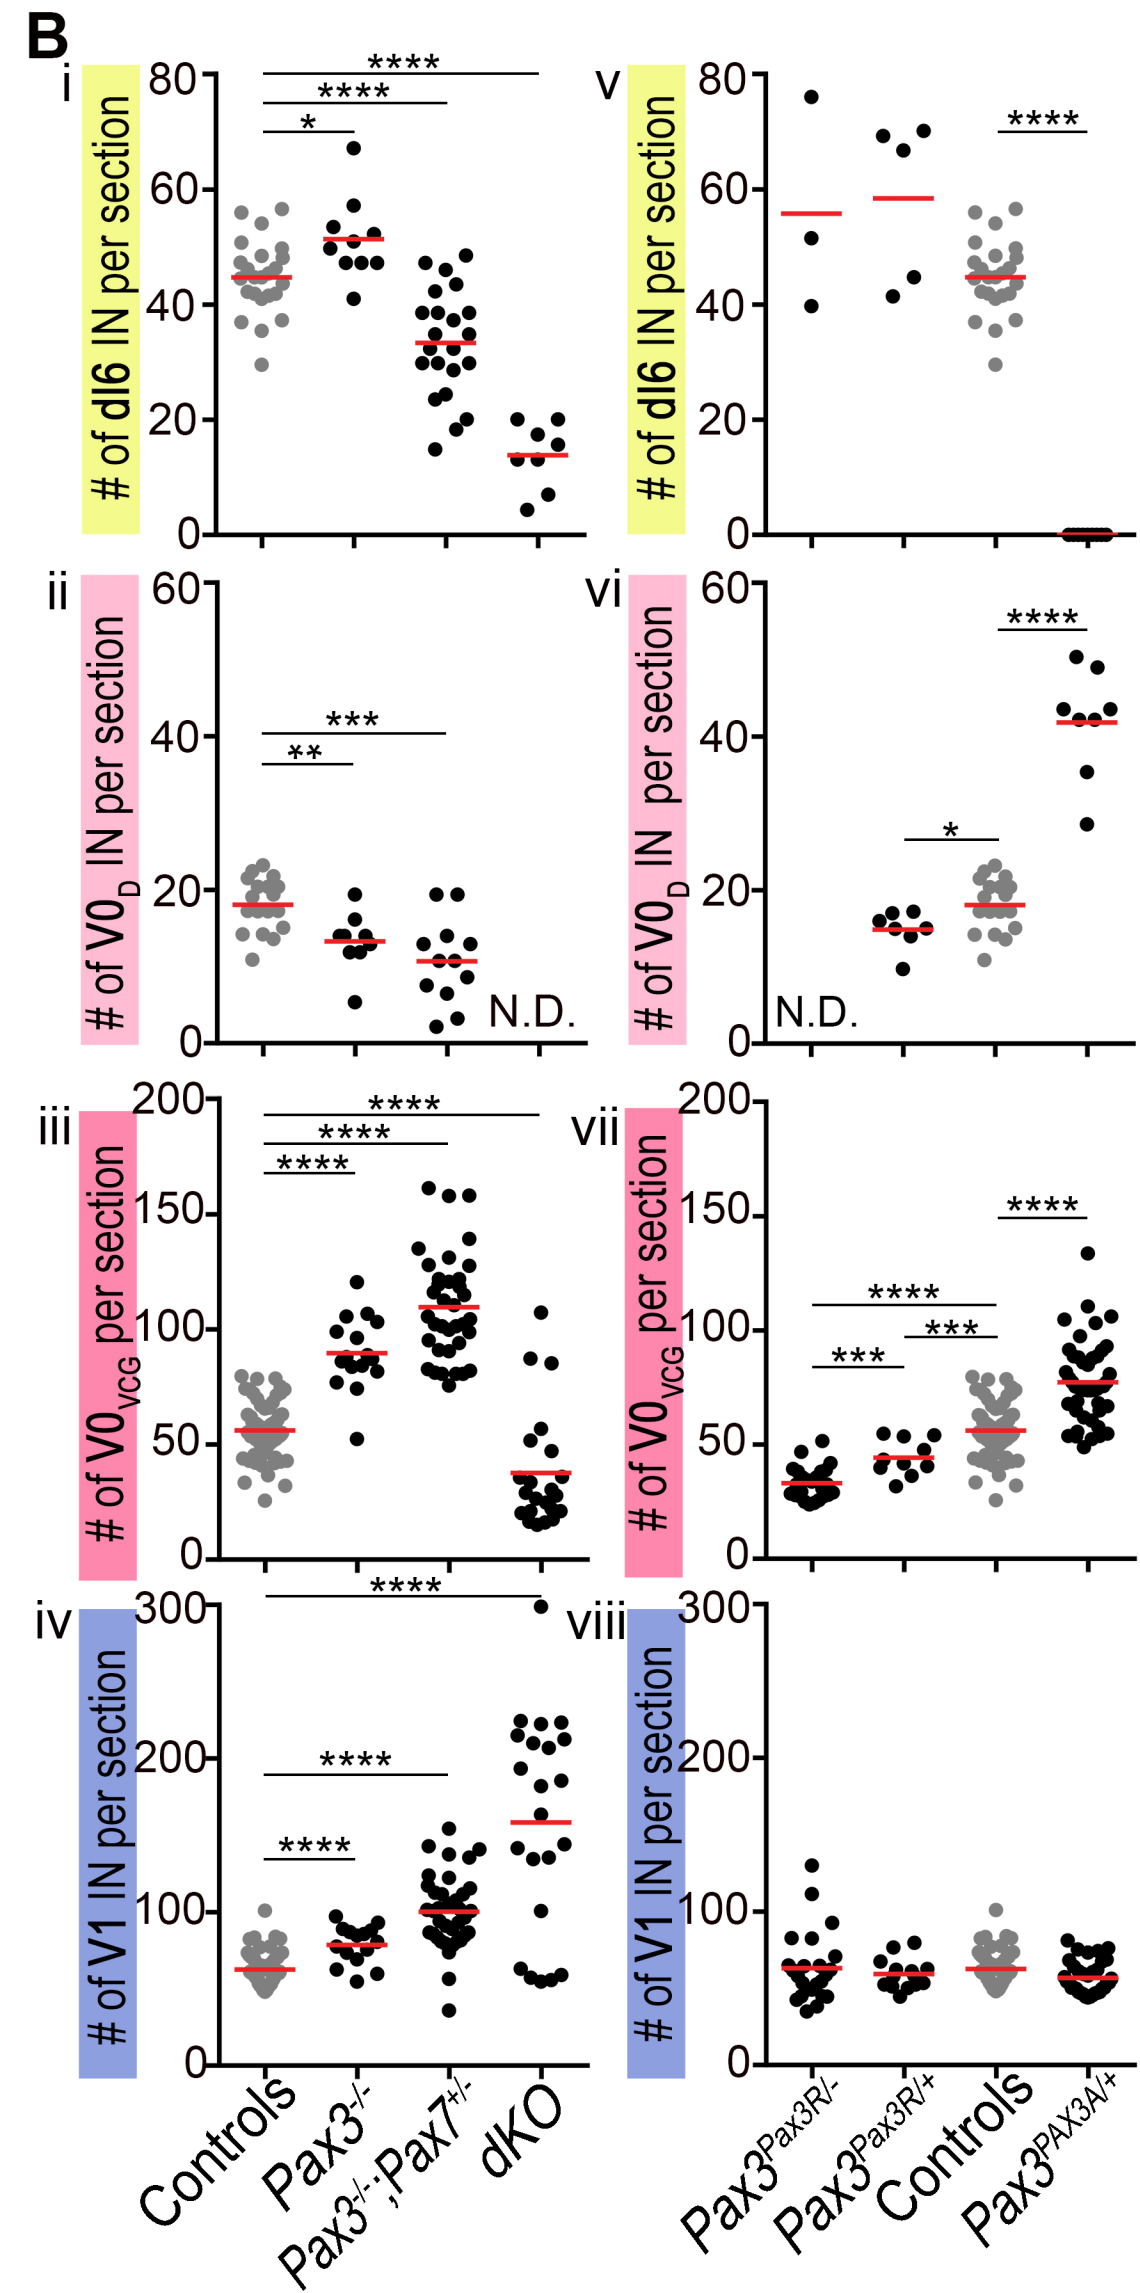 B
i
# of dI6 IN per section
80
60
40
20
0
****
****
*
v
# of dI6 IN per section
80
60
40
20
0
****
ii
# of V0D IN per section
60
40
20
0
***
**
N.D.
vi
# of V0D IN per section
60
40
20
0
****
*
N.D.
iii
# of V0VCG per section
200
150
100
50
0
****
****
****
vii
# of V0VCG per section
200
150
100
50
0
****
****
***
***
iv
# of V1 IN per section
300
200
100
0
****
****
****
viii
# of V1 IN per section
300
200
100
0
Controls
Pax3-/-
Pax3-/-;Pax7+/-
dKO
Pax3Pax3R/-
Pax3Pax3R/+
Controls
Pax3PAX3A/+